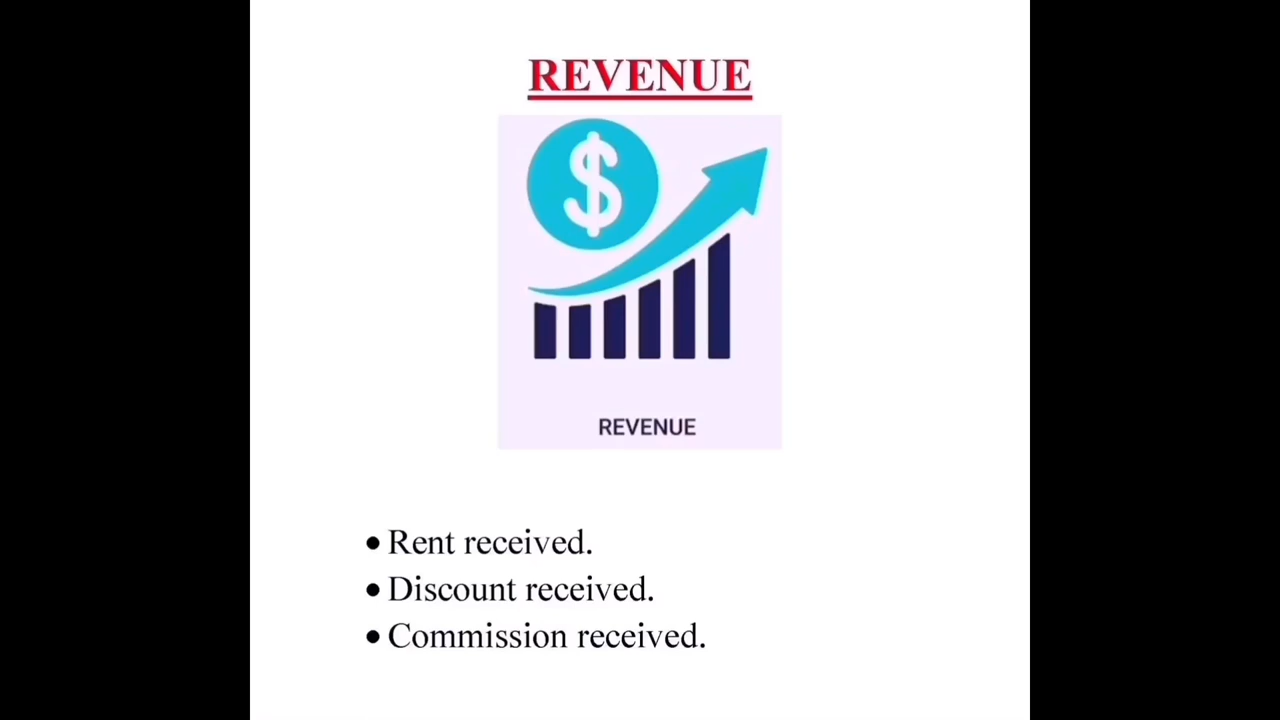 REVENUE
REVENUE
• Rent received.
• Discount received.
• Commission received.